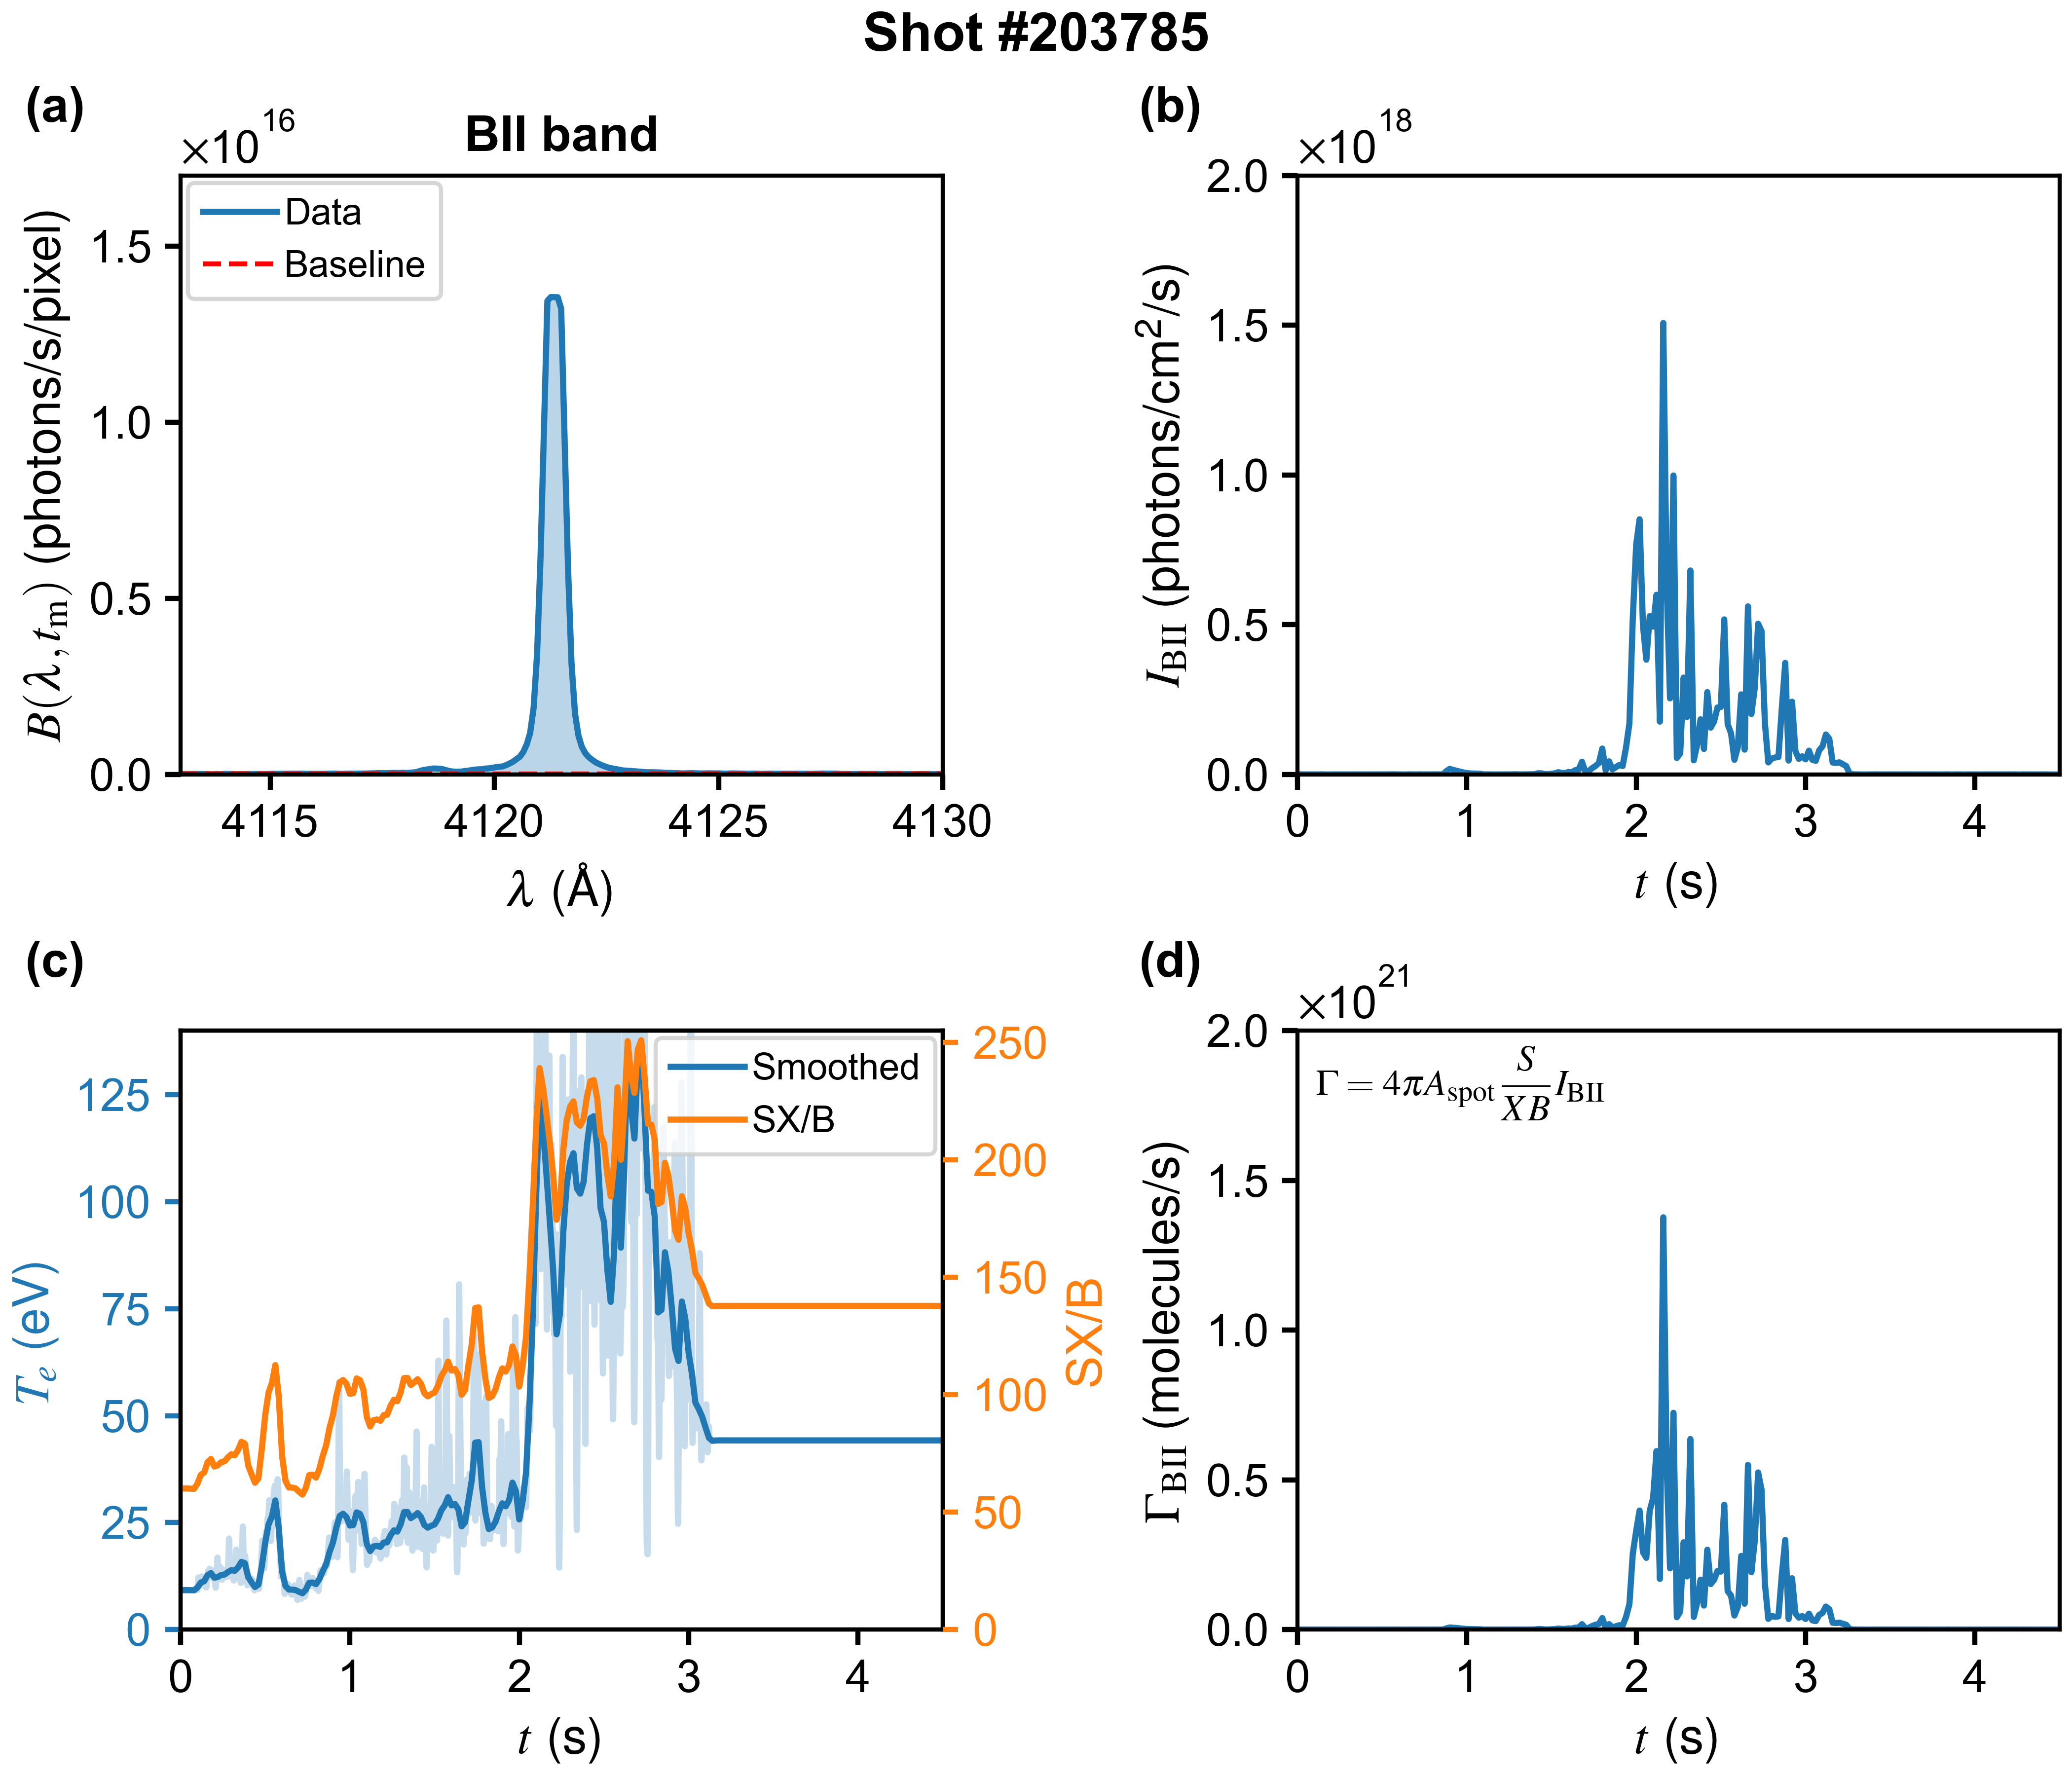 Shot #203785
(a)
×10^16
BII band
Data
Baseline
B(λ, t_m) (photons/s/pixel)
1.5
1.0
0.5
0.0
4115 4120 4125 4130
λ (Å)
(b)
×10^18
I_BII (photons/cm²/s)
2.0
1.5
1.0
0.5
0.0
0 1 2 3 4
t (s)
(c)
Smoothed
SX/B
T_e (eV)
125
100
75
50
25
0
250
200
150
100
50
0
SX/B
0 1 2 3 4
t (s)
(d)
×10^21
Γ = 4πA_spot S/XB I_BII
Γ_BII (molecules/s)
2.0
1.5
1.0
0.5
0.0
0 1 2 3 4
t (s)